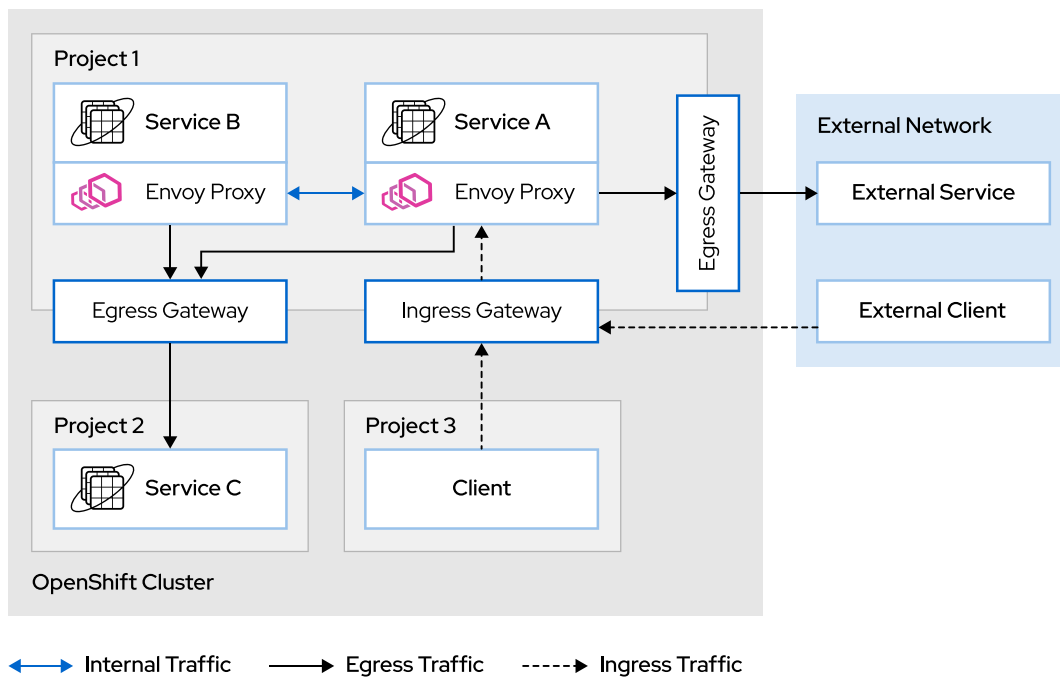 Project 1
Service B
Service A
Envoy Proxy
Envoy Proxy
Egress Gateway
External Network
External Service
External Client
Egress Gateway
Ingress Gateway
Project 2
Service C
Project 3
Client
OpenShift Cluster
Internal Traffic
Egress Traffic
Ingress Traffic